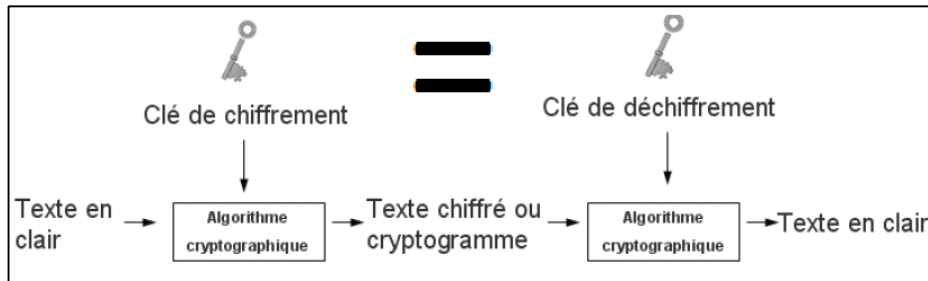 Clé de chiffrement
Clé de déchiffrement
Texte en
clair
Algorithme
cryptographique
Texte chiffré ou
cryptogramme
Algorithme
cryptographique
Texte en clair